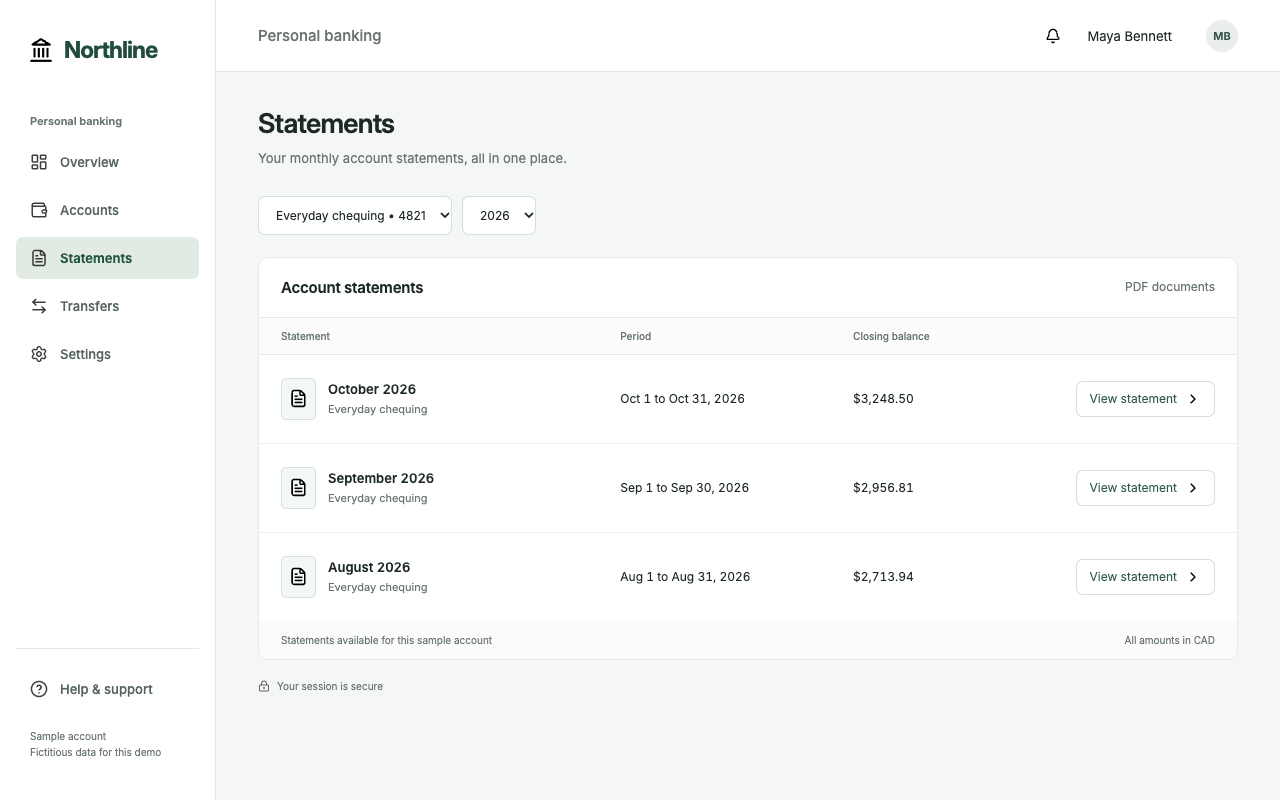 Northline
Personal banking
Overview
Accounts
Statements
Transfers
Settings
Help & support
Sample account
Fictitious data for this demo
Personal banking
Maya Bennett
MB
Statements
Your monthly account statements, all in one place.
Everyday chequing • 4821
2026
Account statements
PDF documents
Statement Period Closing balance
October 2026
Everyday chequing
Oct 1 to Oct 31, 2026
$3,248.50
View statement
September 2026
Everyday chequing
Sep 1 to Sep 30, 2026
$2,956.81
View statement
August 2026
Everyday chequing
Aug 1 to Aug 31, 2026
$2,713.94
View statement
Statements available for this sample account
All amounts in CAD
Your session is secure